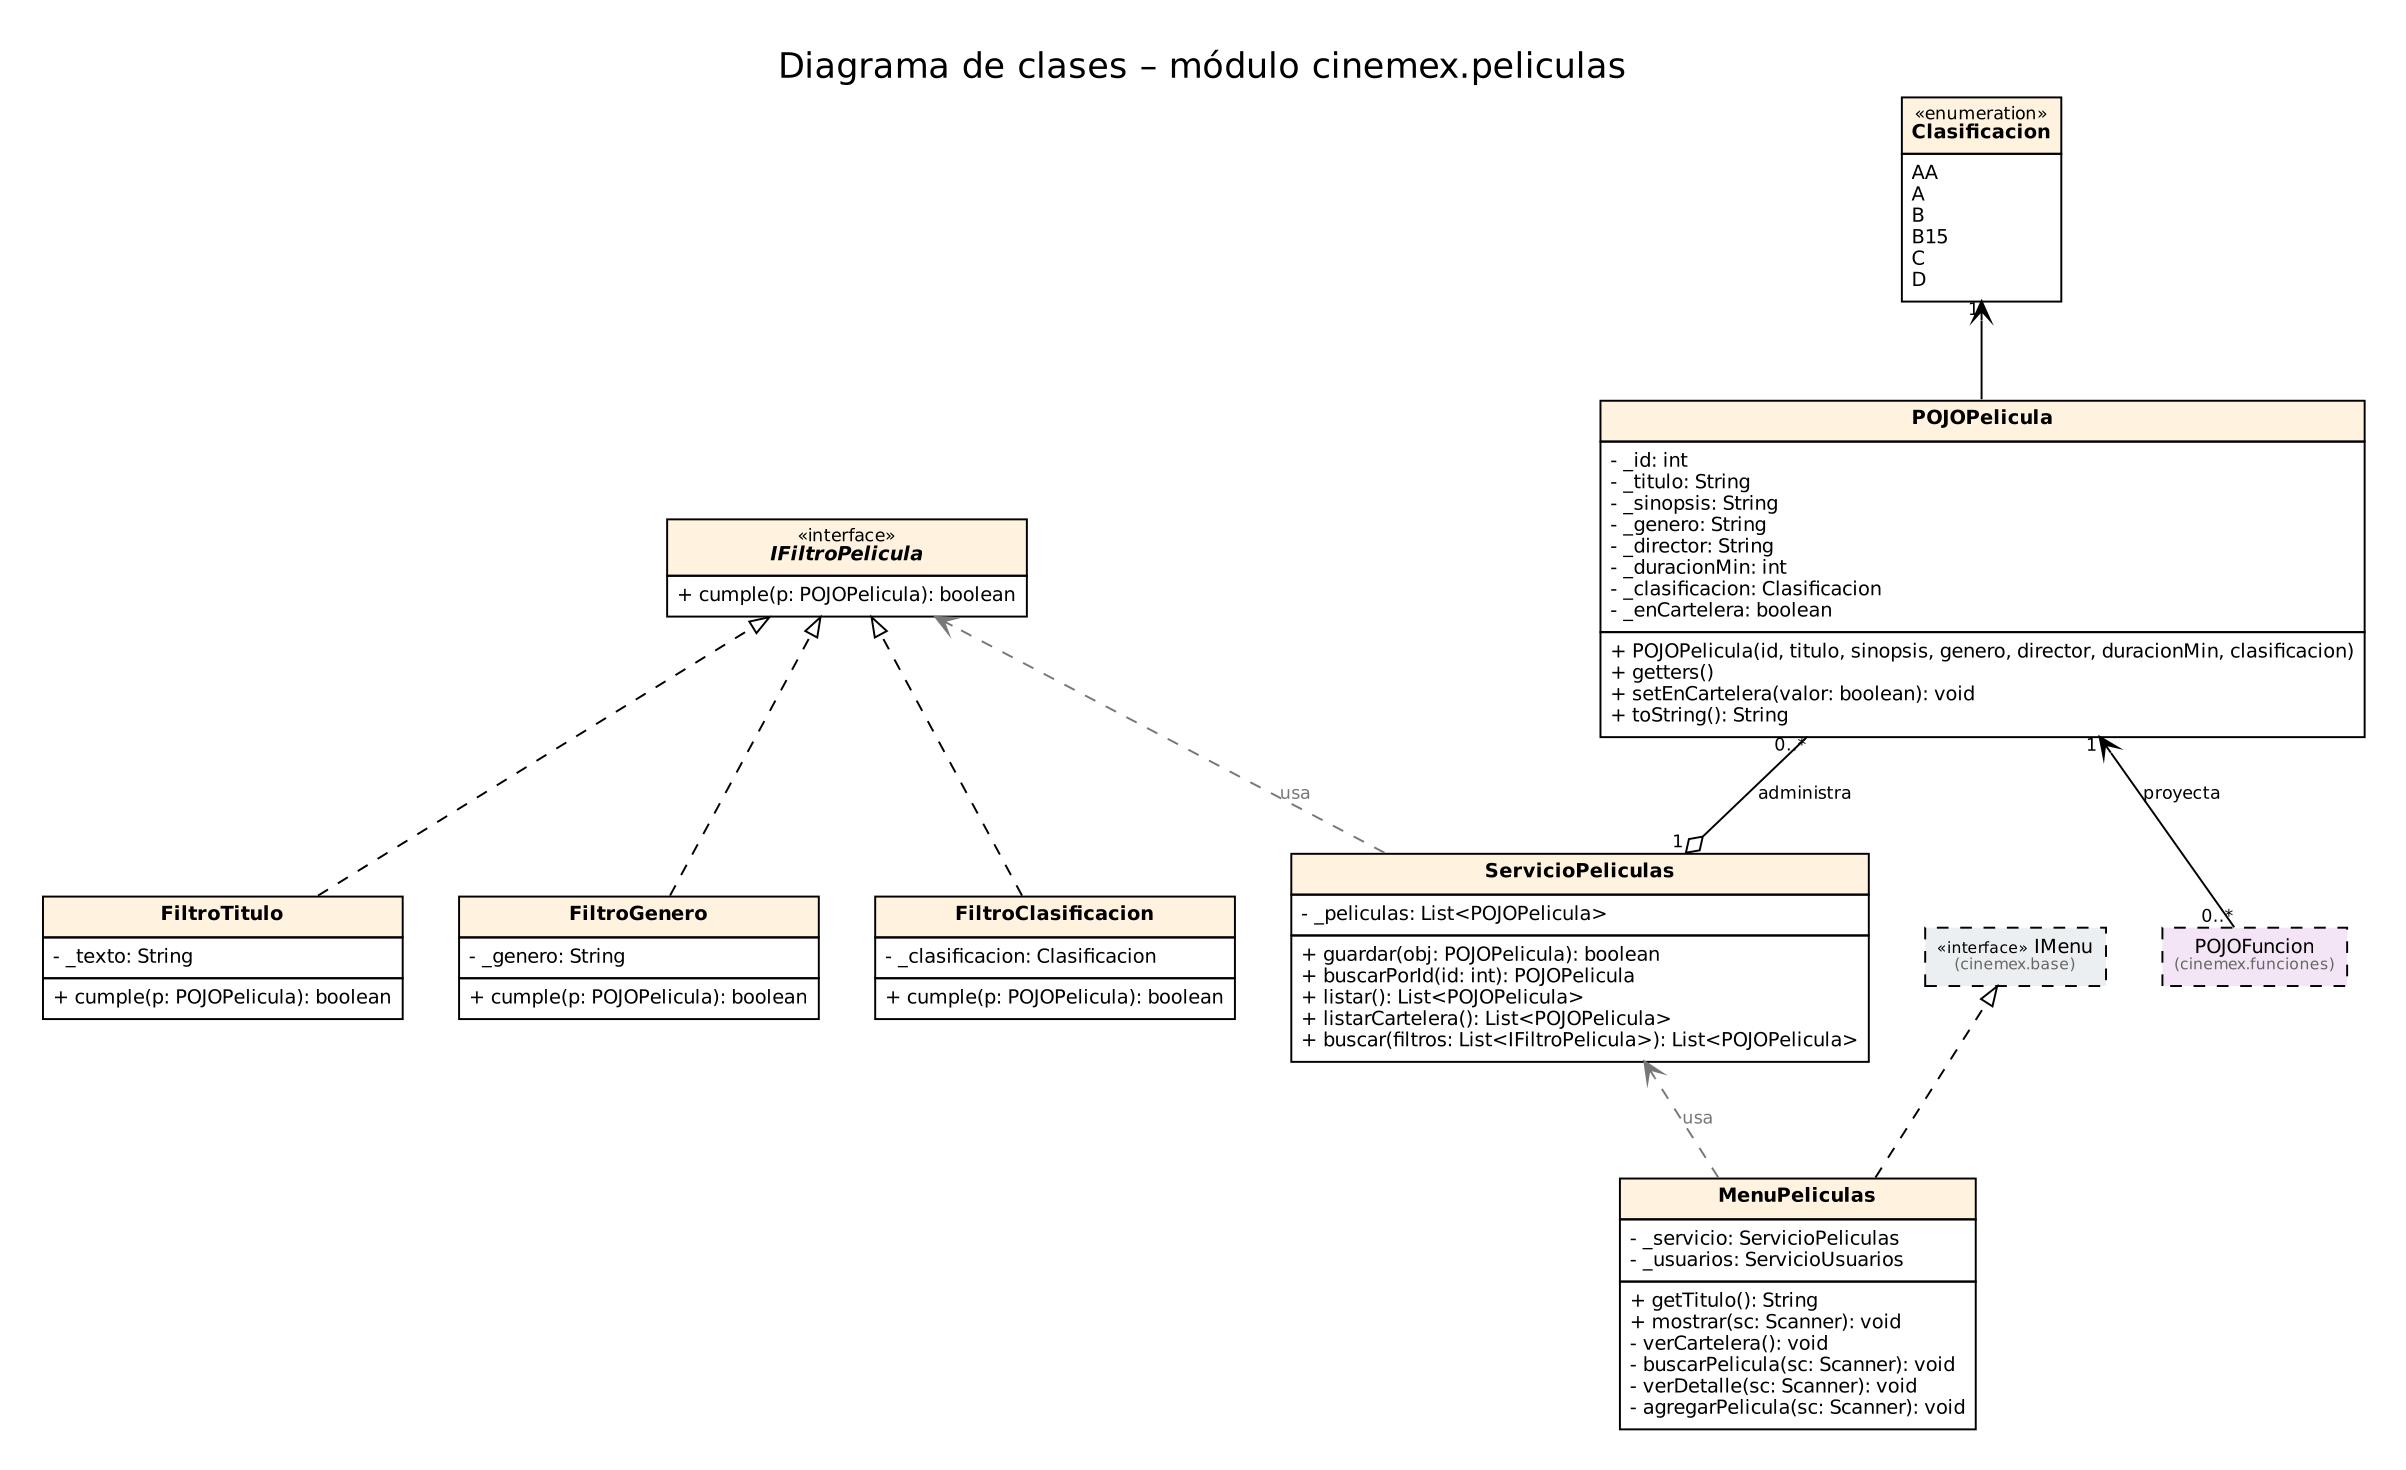 Diagrama de clases – módulo cinemex.peliculas
«enumeration»
Clasificacion
AA
A
B
B15
C
D
1
POJOPelicula
- _id: int
- _titulo: String
- _sinopsis: String
- _genero: String
- _director: String
- _duracionMin: int
- _clasificacion: Clasificacion
- _enCartelera: boolean
+ POJOPelicula(id, titulo, sinopsis, genero, director, duracionMin, clasificacion)
+ getters()
+ setEnCartelera(valor: boolean): void
+ toString(): String
«interface»
IFiltroPelicula
+ cumple(p: POJOPelicula): boolean
0..*
1
usa
administra
proyecta
1
0..*
FiltroTitulo
- _texto: String
+ cumple(p: POJOPelicula): boolean
FiltroGenero
- _genero: String
+ cumple(p: POJOPelicula): boolean
FiltroClasificacion
- _clasificacion: Clasificacion
+ cumple(p: POJOPelicula): boolean
ServicioPeliculas
- _peliculas: List<POJOPelicula>
+ guardar(obj: POJOPelicula): boolean
+ buscarPorId(id: int): POJOPelicula
+ listar(): List<POJOPelicula>
+ listarCartelera(): List<POJOPelicula>
+ buscar(filtros: List<IFiltroPelicula>): List<POJOPelicula>
«interface» IMenu
(cinemex.base)
POJOFuncion
(cinemex.funciones)
usa
MenuPeliculas
- _servicio: ServicioPeliculas
- _usuarios: ServicioUsuarios
+ getTitulo(): String
+ mostrar(sc: Scanner): void
- verCartelera(): void
- buscarPelicula(sc: Scanner): void
- verDetalle(sc: Scanner): void
- agregarPelicula(sc: Scanner): void